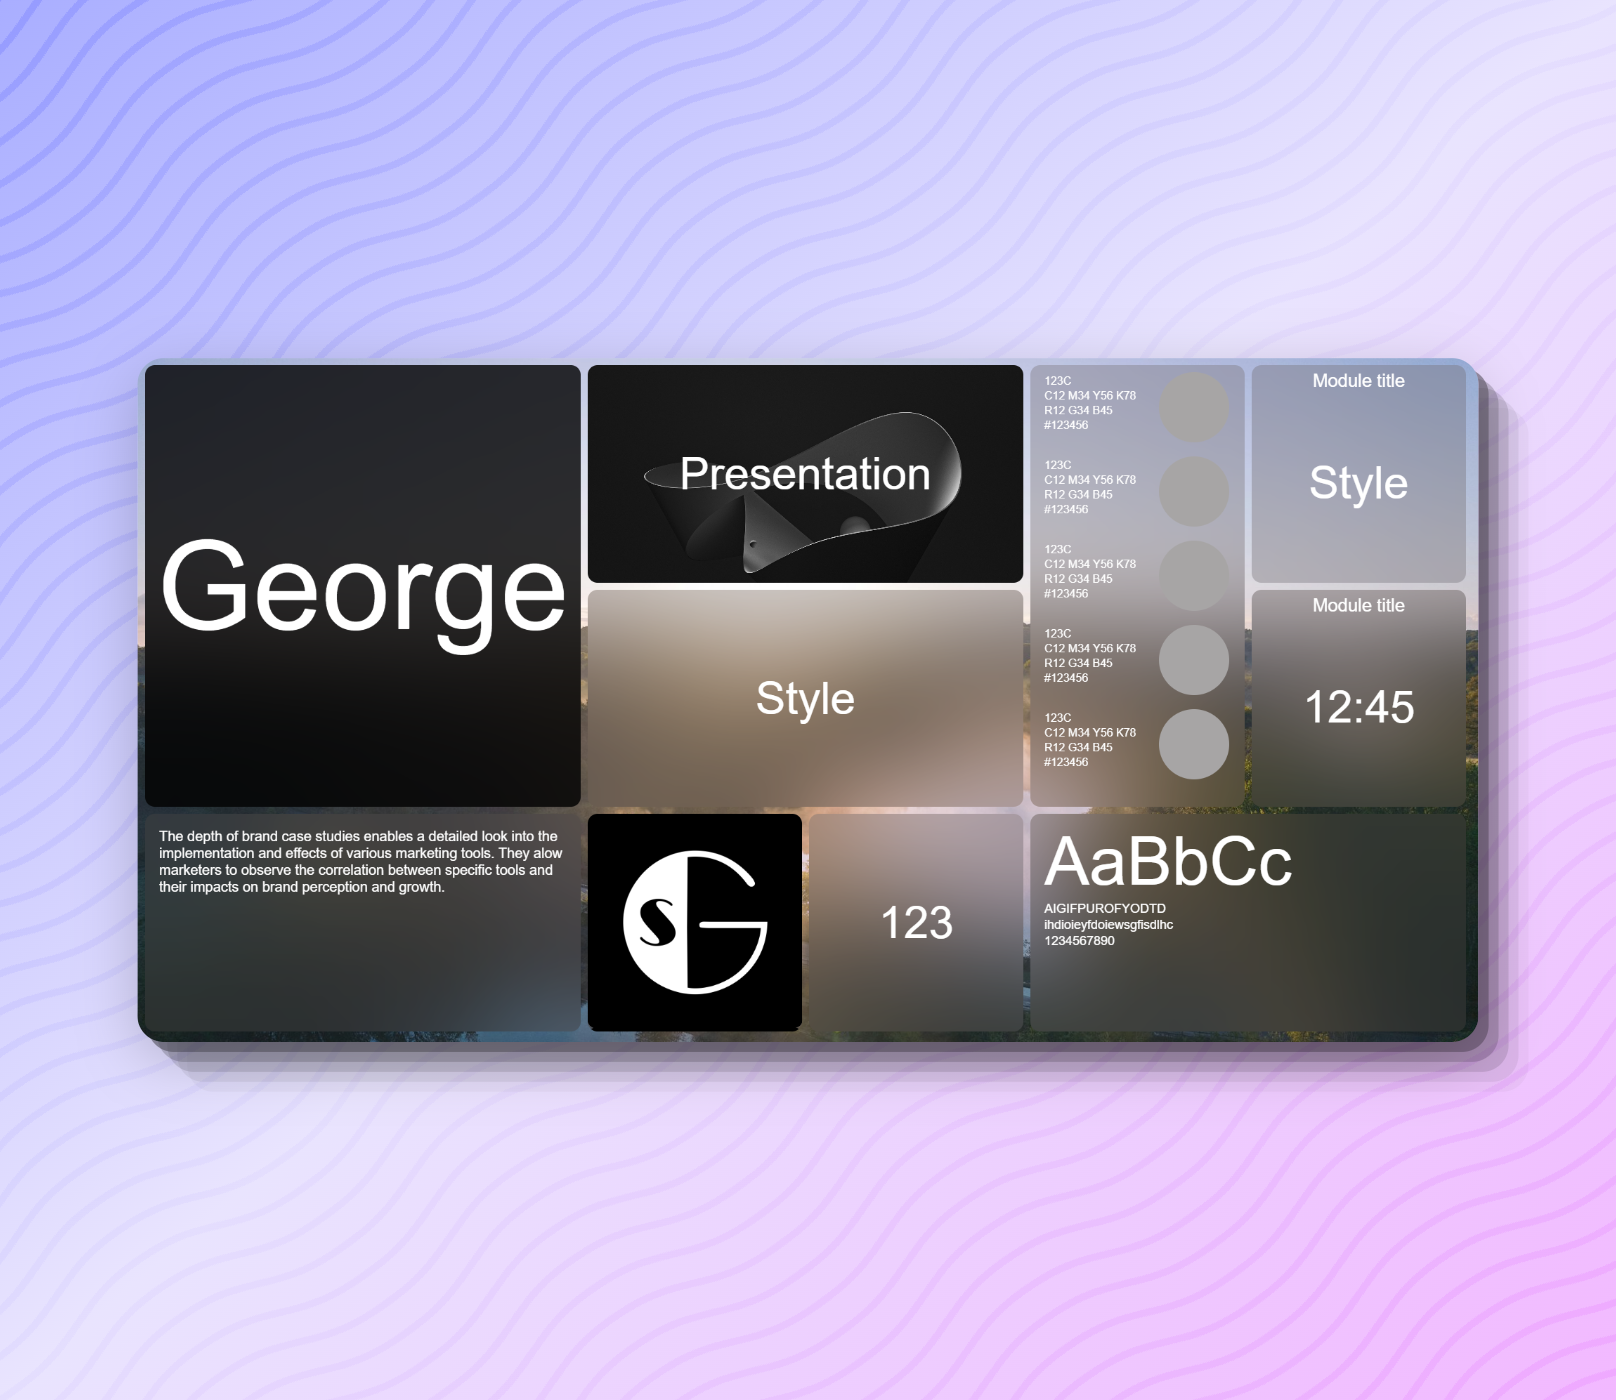 George
Presentation
Style
123C
C12 M34 Y56 K78
R12 G34 B45
#123456
123C
C12 M34 Y56 K78
R12 G34 B45
#123456
123C
C12 M34 Y56 K78
R12 G34 B45
#123456
123C
C12 M34 Y56 K78
R12 G34 B45
#123456
123C
C12 M34 Y56 K78
R12 G34 B45
#123456
Module title
Style
Module title
12:45
The depth of brand case studies enables a detailed look into the
implementation and effects of various marketing tools. They alow
marketers to observe the correlation between specific tools and
their impacts on brand perception and growth.
SG
123
AaBbCc
AIGIFPUROFYODTD
ihdioieyfdoiewsgfisdlhc
1234567890